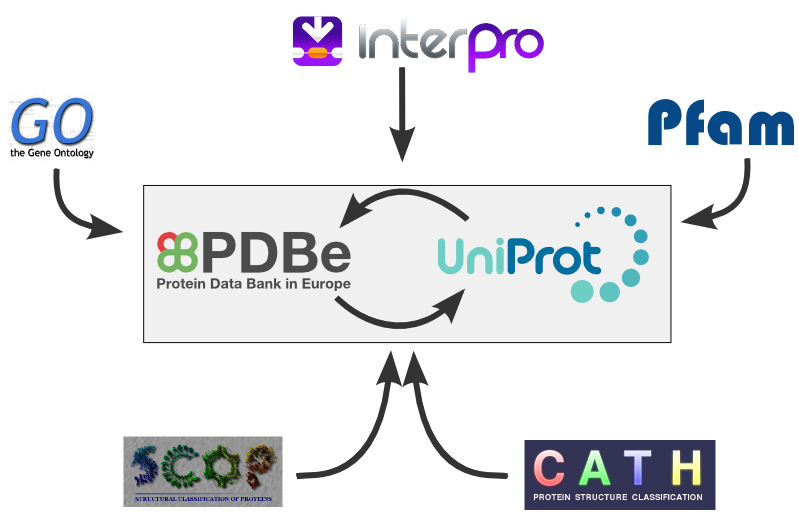 interpro
GO
the Gene Ontology
Pfam
PDBe
Protein Data Bank in Europe
UniProt
SCOP
STRUCTURAL CLASSIFICATION OF PROTEINS
CATH
PROTEIN STRUCTURE CLASSIFICATION